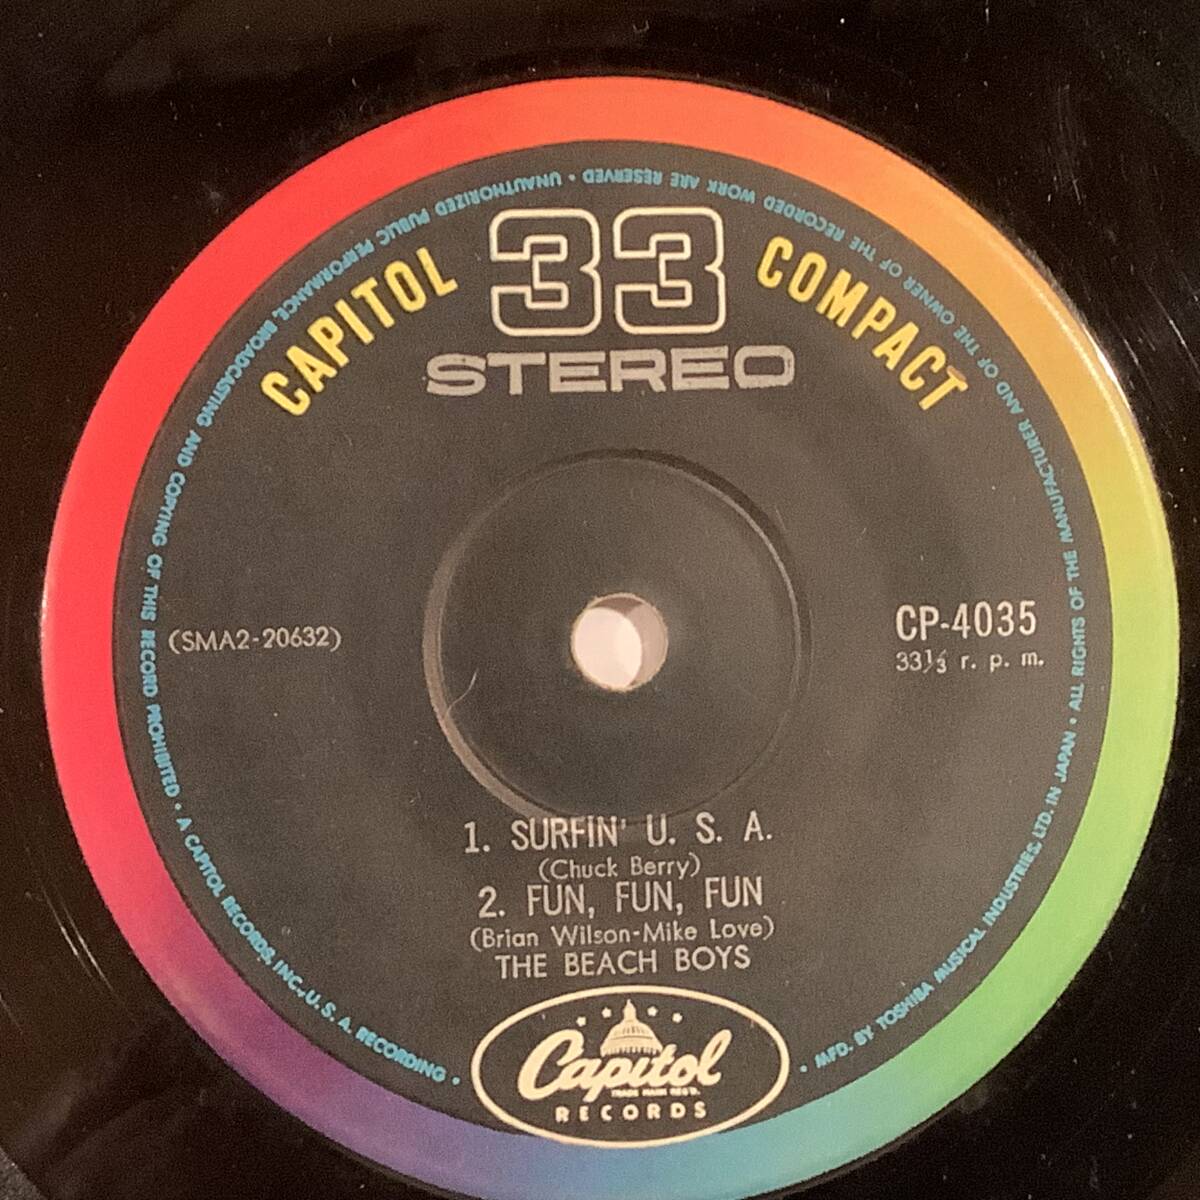 CAPITOL 33 COMPACT
STEREO
(SMA2-20632)
CP-4035
33⅓ r. p. m.
1. SURFIN' U. S. A.
(Chuck Berry)
2. FUN, FUN, FUN
(Brian Wilson-Mike Love)
THE BEACH BOYS
Capitol
TRADE MARK REG'D.
RECORDS
MFD. BY TOSHIBA MUSICAL INDUSTRIES, LTD. IN JAPAN • ALL RIGHTS OF THE MANUFACTURER AND OF THE OWNER OF THE RECORDED WORK ARE RESERVED • UNAUTHORIZED PUBLIC PERFORMANCE BROADCASTING AND COPYING OF THIS RECORD PROHIBITED • A CAPITOL RECORDS, INC., U. S. A. RECORDING •